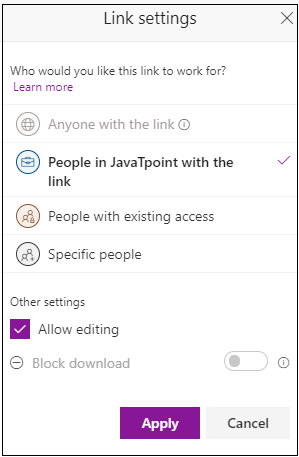 Link settings
Who would you like this link to work for?
Learn more
Anyone with the link
People in JavaTpoint with the
link
People with existing access
Specific people
Other settings
Allow editing
Block download
Apply
Cancel